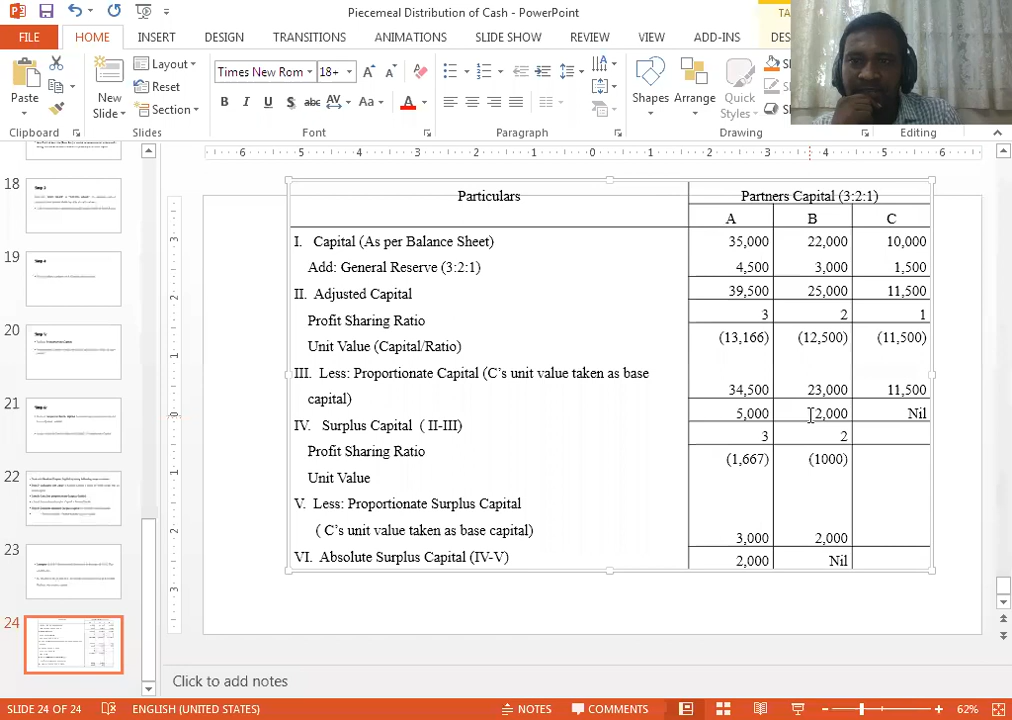 Piecemeal Distribution of Cash - PowerPoint
TA
FILE HOME INSERT DESIGN TRANSITIONS ANIMATIONS SLIDE SHOW REVIEW VIEW ADD-INS DES
Paste
New Slide
Layout
Reset
Section
Times New Rom 18+
B I U S abc AV Aa A
Shapes Arrange Quick Styles
Clipboard Slides Font Paragraph Drawing Editing
Particulars Partners Capital (3:2:1)
A B C
I. Capital (As per Balance Sheet) 35,000 22,000 10,000
Add: General Reserve (3:2:1) 4,500 3,000 1,500
II. Adjusted Capital 39,500 25,000 11,500
Profit Sharing Ratio 3 2 1
Unit Value (Capital/Ratio) (13,166) (12,500) (11,500)
III. Less: Proportionate Capital (C’s unit value taken as base
capital) 34,500 23,000 11,500
IV. Surplus Capital ( II-III) 5,000 2,000 Nil
Profit Sharing Ratio 3 2
Unit Value (1,667) (1000)
V. Less: Proportionate Surplus Capital
( C’s unit value taken as base capital) 3,000 2,000
VI. Absolute Surplus Capital (IV-V) 2,000 Nil
18
19
20
21
22
23
24
Click to add notes
SLIDE 24 OF 24 ENGLISH (UNITED STATES) NOTES COMMENTS 62%